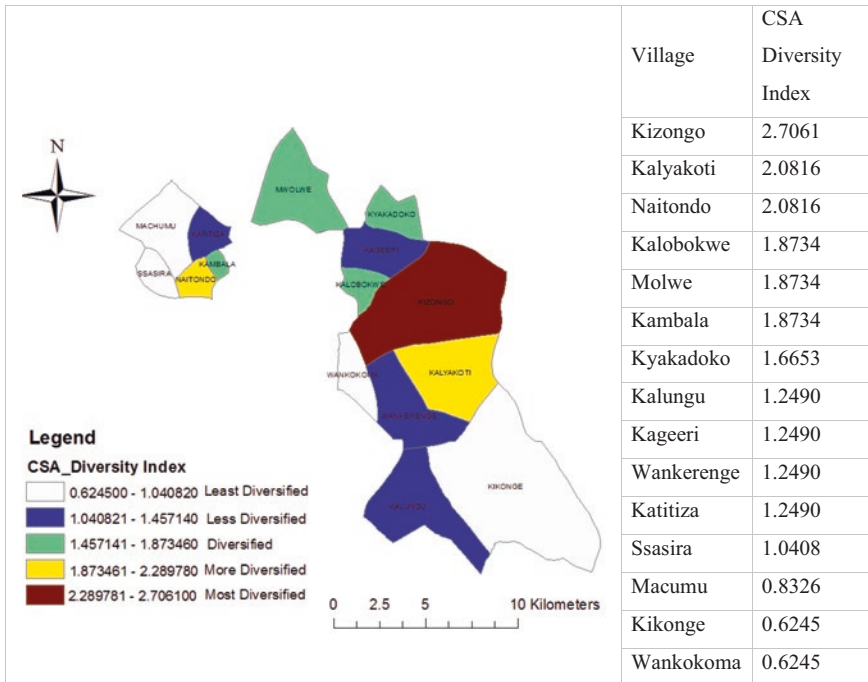 N
MWOLWE
KYAKADOKO
MACHUMU
KATITIZA
KAGEERI
KAMBALA
SSASIRA
NAITONDO
KALOBOKWE
KIZONGO
WANKOKOMA
KALYAKOTI
WANKERENGE
KIKONGE
KALUNGU
Legend
CSA_Diversity Index
0.624500 - 1.040820 Least Diversified
1.040821 - 1.457140 Less Diversified
1.457141 - 1.873460 Diversified
1.873461 - 2.289780 More Diversified
2.289781 - 2.706100 Most Diversified
0 2.5 5 10 Kilometers
CSA
Village Diversity
Index
Kizongo 2.7061
Kalyakoti 2.0816
Naitondo 2.0816
Kalobokwe 1.8734
Molwe 1.8734
Kambala 1.8734
Kyakadoko 1.6653
Kalungu 1.2490
Kageeri 1.2490
Wankerenge 1.2490
Katitiza 1.2490
Ssasira 1.0408
Macumu 0.8326
Kikonge 0.6245
Wankokoma 0.6245